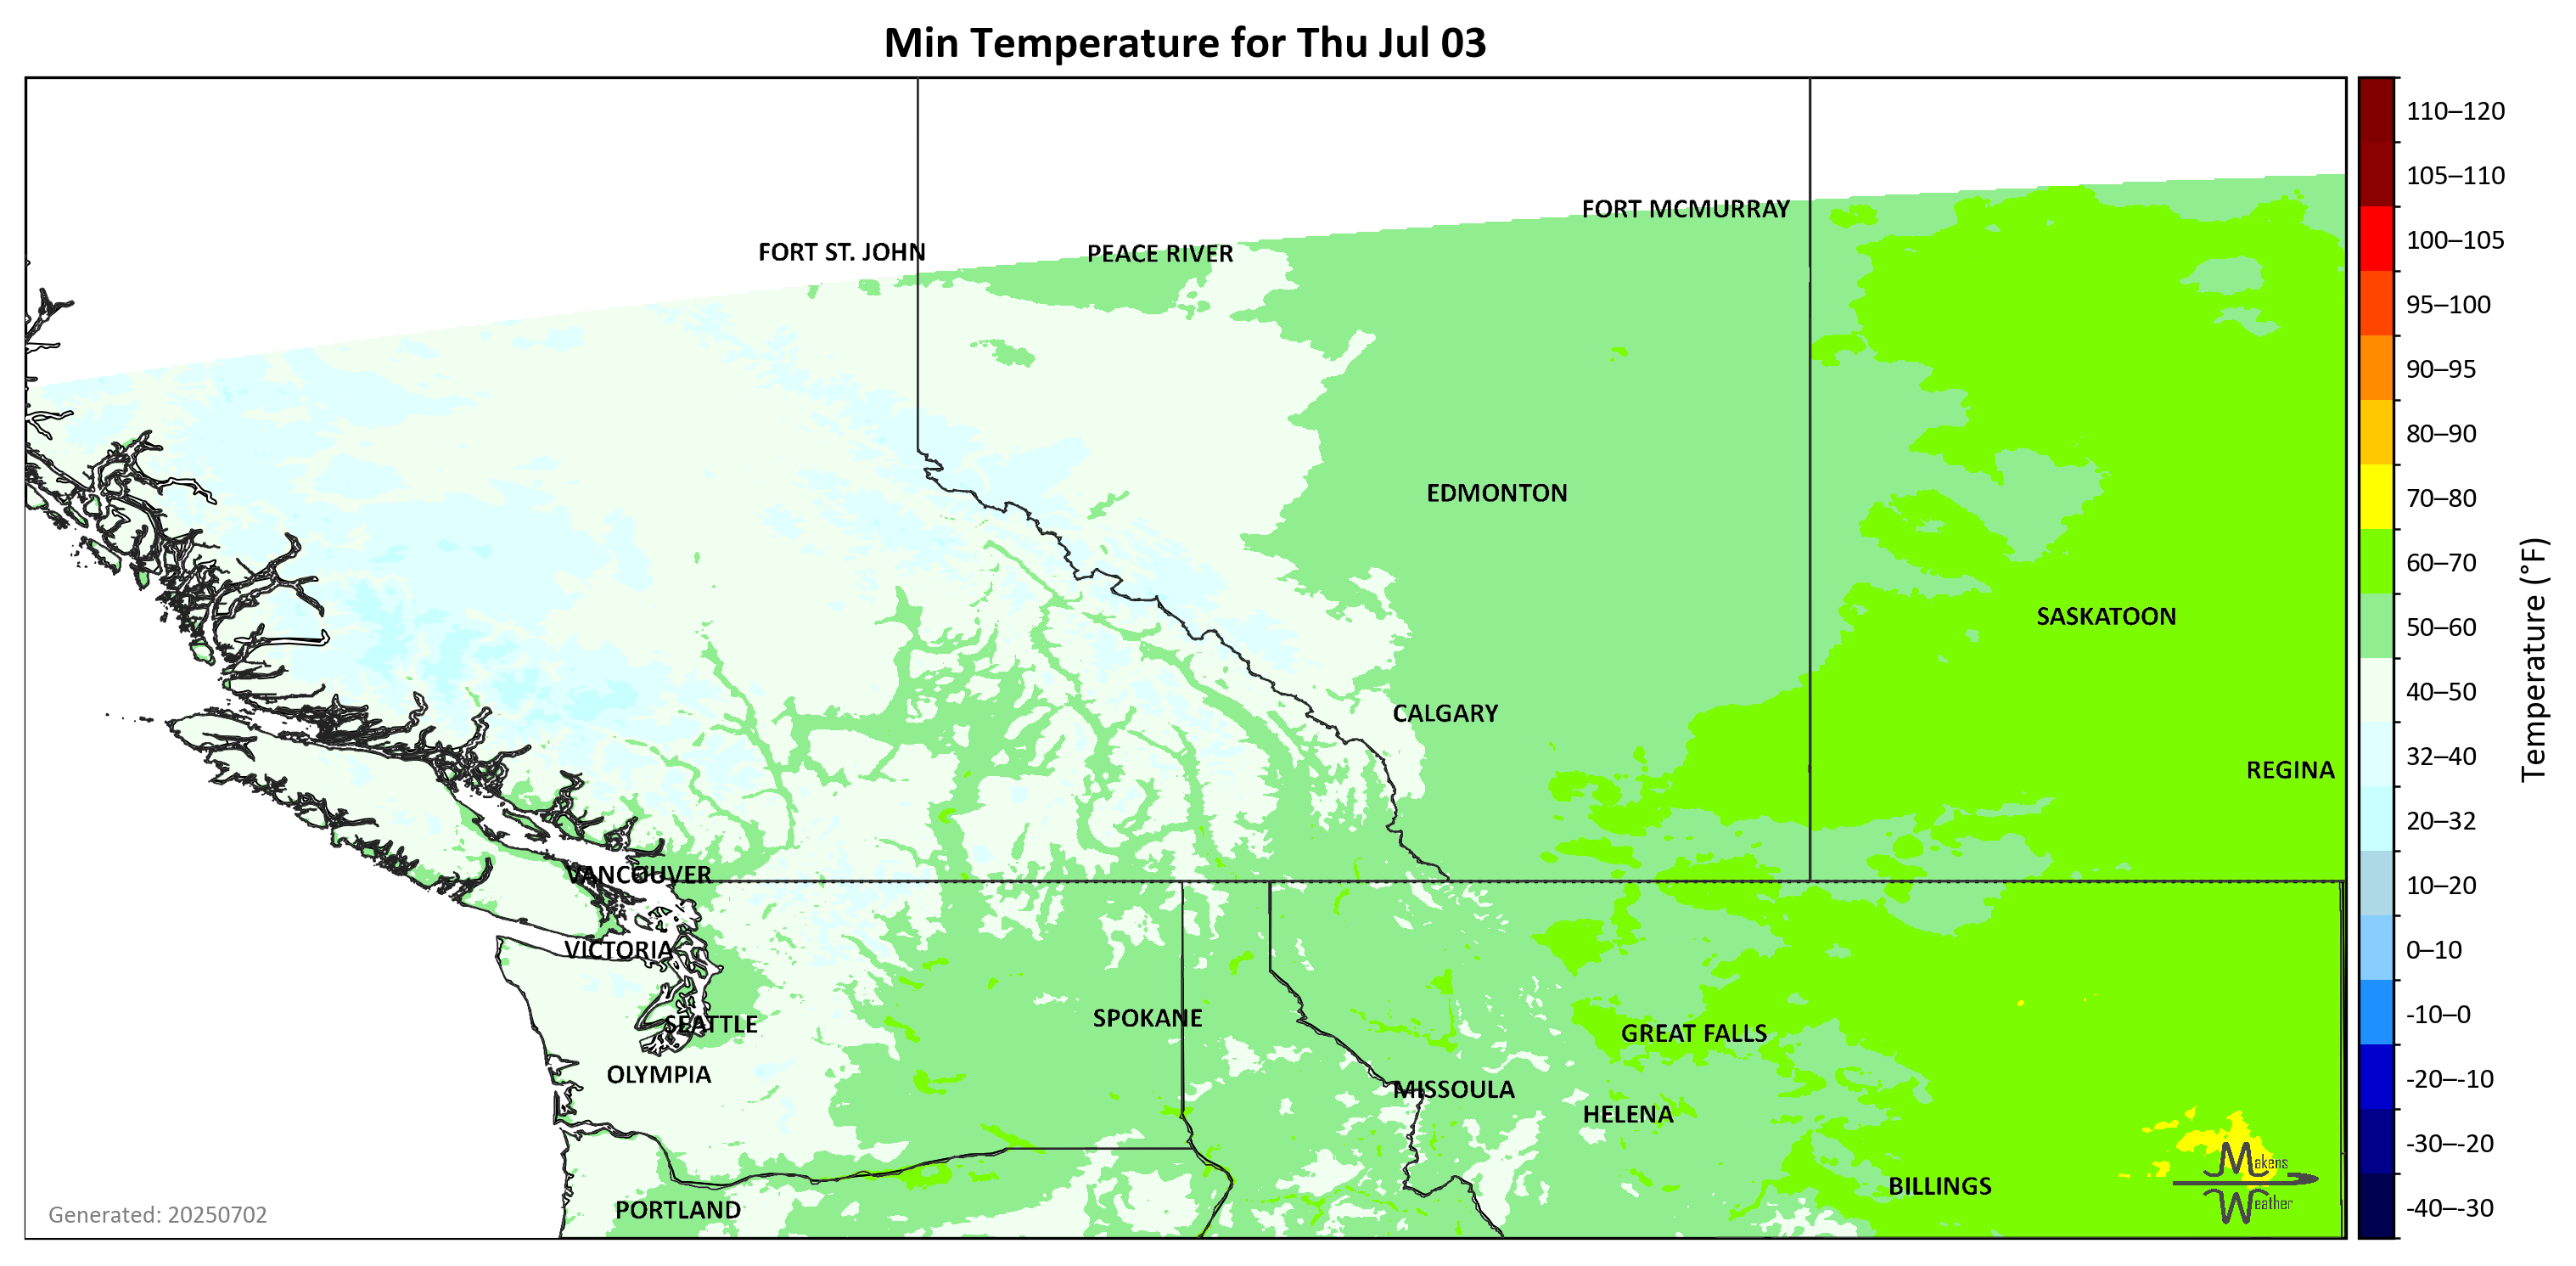 Min Temperature for Thu Jul 03
110–120
105–110
FORT MCMURRAY
100–105
FORT ST. JOHN
PEACE RIVER
95–100
90–95
80–90
EDMONTON
70–80
60–70
SASKATOON
50–60
Temperature (°F)
40–50
CALGARY
32–40
REGINA
20–32
VANCOUVER
10–20
VICTORIA
0–10
SPOKANE
SEATTLE
GREAT FALLS
-10–0
OLYMPIA
MISSOULA
-20–-10
HELENA
-30–-20
Makens
Weather
BILLINGS
PORTLAND
-40–-30
Generated: 20250702